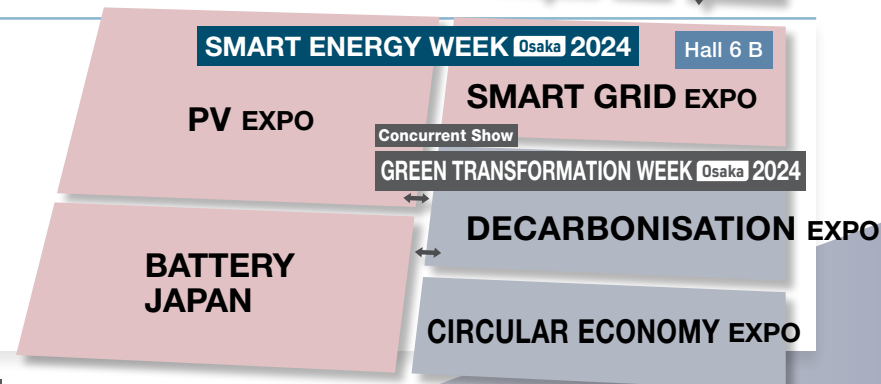 SMART ENERGY WEEK Osaka 2024
Hall 6 B
PV EXPO
SMART GRID EXPO
Concurrent Show
GREEN TRANSFORMATION WEEK Osaka 2024
DECARBONISATION EXPO
BATTERY
JAPAN
CIRCULAR ECONOMY EXPO